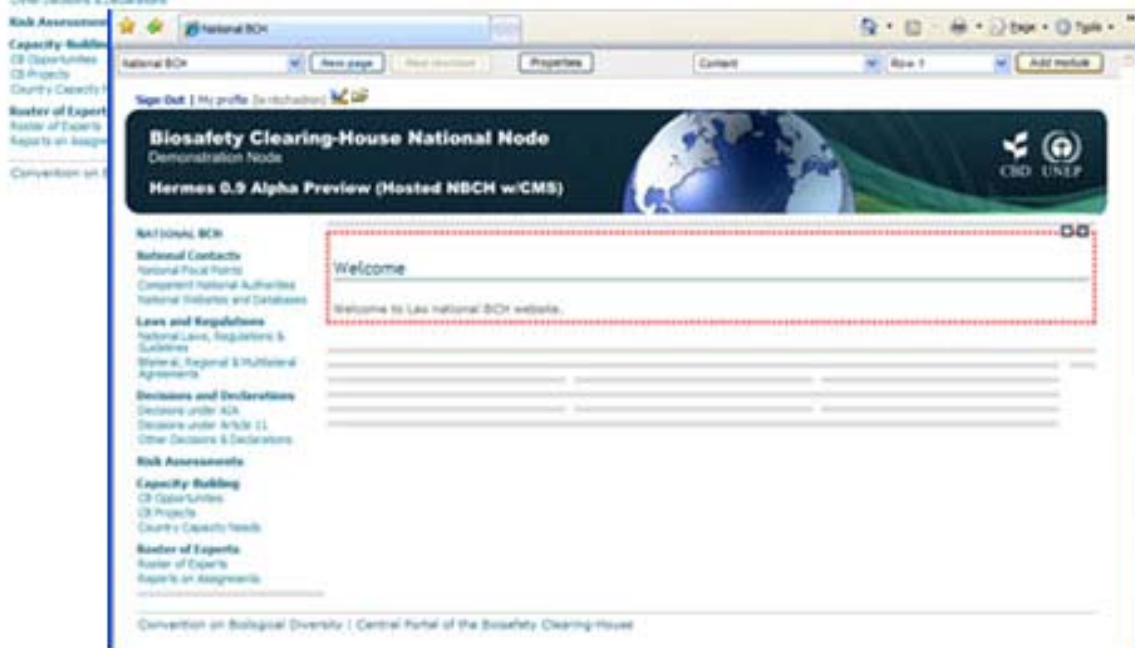 Risk Assessmen
Capacity-Buildin
CB Opportunities
CB Projects
Country Capacity N
Roster of Expert
Roster of Experts
Reports on Assign
Convention on B
National BCH
Page
Tools
National BCH
New page
Properties
Content
Row 1
Add module
Sign Out | My profile
Biosafety Clearing-House National Node
Demonstration Node
Hermes 0.9 Alpha Preview (Hosted NBCH w/CMS)
CBD UNEP
NATIONAL BCH
National Contacts
National Focal Points
Competent National Authorities
National Websites and Databases
Laws and Regulations
National Laws, Regulations &
Guidelines
Bilateral, Regional & Multilateral
Agreements
Decisions and Declarations
Decisions under AIA
Decisions under Article 11
Other Decisions & Declarations
Risk Assessments
Capacity-Building
CB Opportunities
CB Projects
Country Capacity Needs
Roster of Experts
Roster of Experts
Reports on Assignments
Welcome
Welcome to Lao national BCH website.
Convention on Biological Diversity | Central Portal of the Biosafety Clearing-House